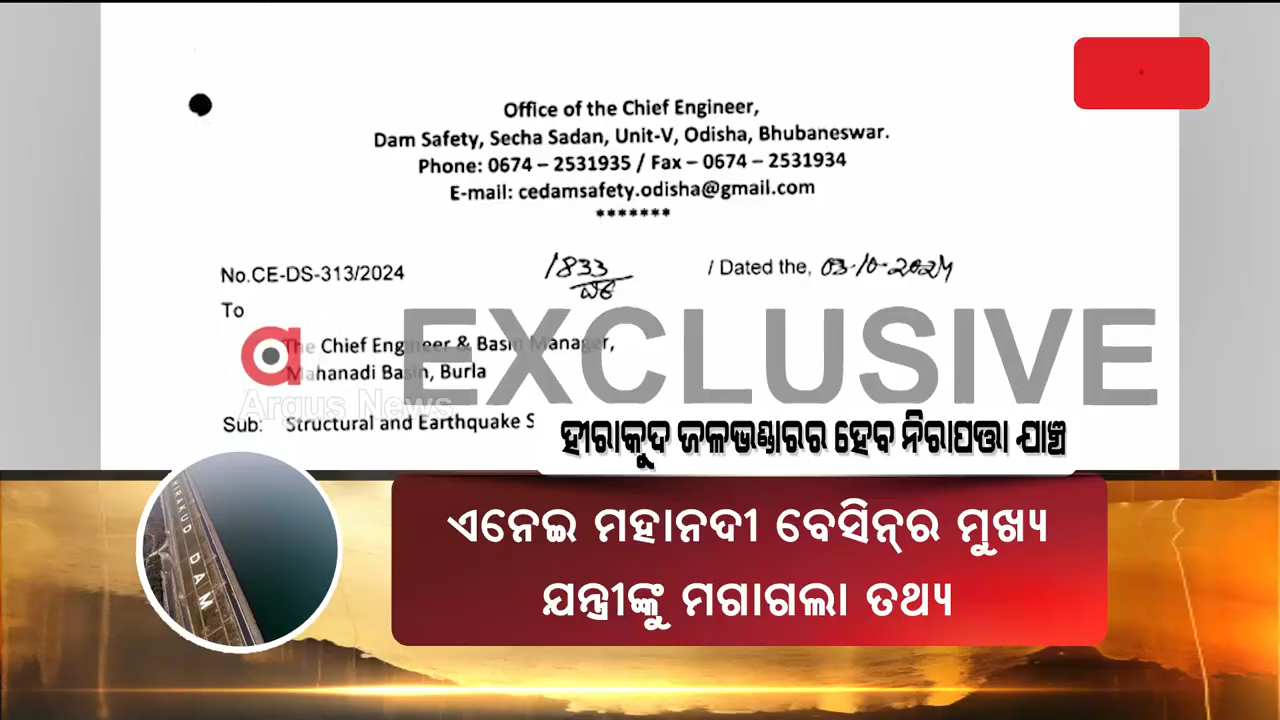 Office of the Chief Engineer,
Dam Safety, Secha Sadan, Unit-V, Odisha, Bhubaneswar.
Phone: 0674 – 2531935 / Fax – 0674 – 2531934
E-mail: cedamsafety.odisha@gmail.com
*******
No.CE-DS-313/2024 1833 / Dated the, 03-10-2024
To
The Chief Engineer & Basin Manager,
Mahanadi Basin, Burla
EXCLUSIVE
Argus News
Sub: Structural and Earthquake S
ହୀରାକୁଦ ଜଳଭଣ୍ଡାରର ହେବ ନିରାପତ୍ତା ଯାଞ୍ଚ
HIRAKUD DAM
ଏନେଇ ମହାନଦୀ ବେସିନ୍‌ର ମୁଖ୍ୟ
ଯନ୍ତ୍ରୀଙ୍କୁ ମଗାଗଲା ତଥ୍ୟ